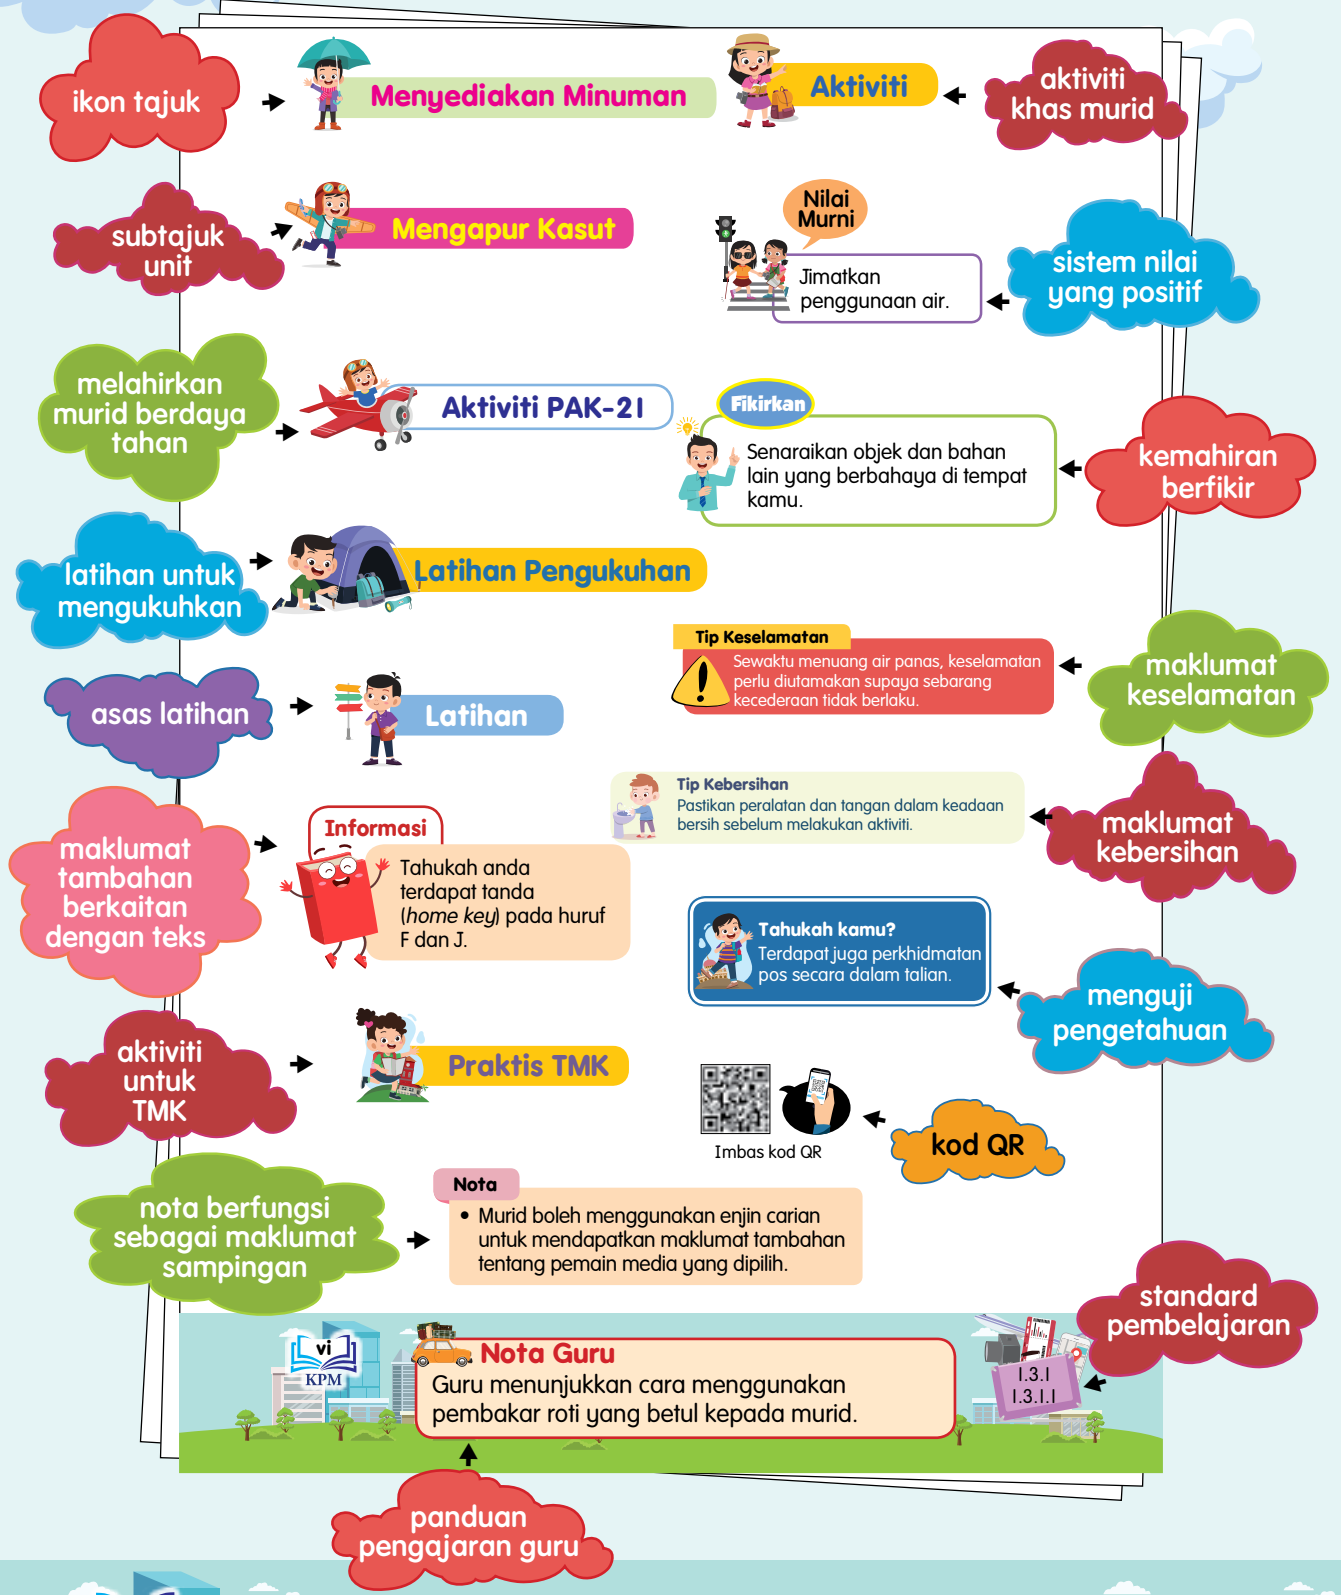 ikon tajuk
Menyediakan Minuman
Aktiviti
aktiviti
khas murid
subtajuk
unit
Mengapur Kasut
Nilai
Murni
Jimatkan
penggunaan air.
sistem nilai
yang positif
melahirkan
murid berdaya
tahan
Aktiviti PAK-21
Fikirkan
Senaraikan objek dan bahan
lain yang berbahaya di tempat
kamu.
kemahiran
berfikir
latihan untuk
mengukuhkan
Latihan Pengukuhan
Tip Keselamatan
Sewaktu menuang air panas, keselamatan
perlu diutamakan supaya sebarang
kecederaan tidak berlaku.
maklumat
keselamatan
asas latihan
Latihan
Tip Kebersihan
Pastikan peralatan dan tangan dalam keadaan
bersih sebelum melakukan aktiviti.
maklumat
kebersihan
maklumat
tambahan
berkaitan
dengan teks
Informasi
Tahukah anda
terdapat tanda
(home key) pada huruf
F dan J.
Tahukah kamu?
Terdapat juga perkhidmatan
pos secara dalam talian.
menguji
pengetahuan
aktiviti
untuk
TMK
Praktis TMK
Imbas kod QR
kod QR
nota berfungsi
sebagai maklumat
sampingan
Nota
• Murid boleh menggunakan enjin carian
untuk mendapatkan maklumat tambahan
tentang pemain media yang dipilih.
standard
pembelajaran
vi
KPM
Nota Guru
Guru menunjukkan cara menggunakan
pembakar roti yang betul kepada murid.
1.3.1
1.3.1.1
panduan
pengajaran guru